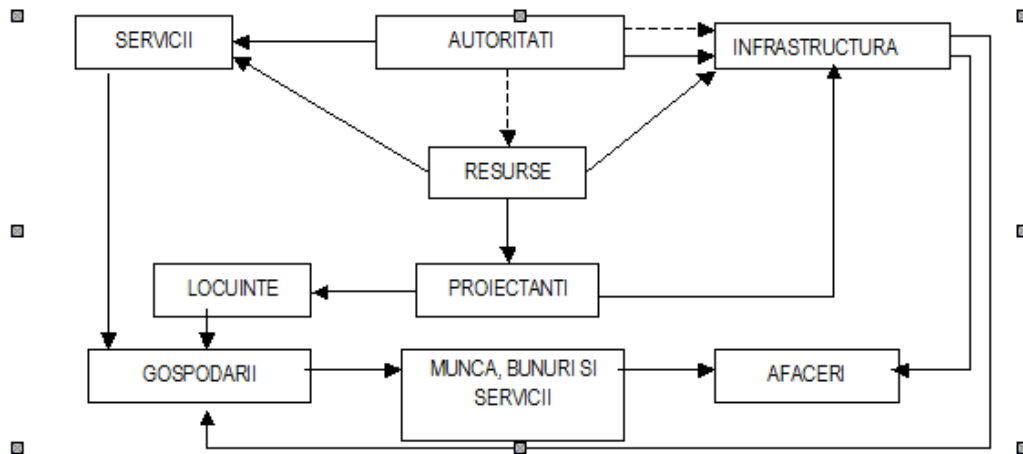 SERVICII
AUTORITATI
INFRASTRUCTURA
RESURSE
LOCUINTE
PROIECTANTI
GOSPODARII
MUNCA, BUNURI SI
SERVICII
AFACERI